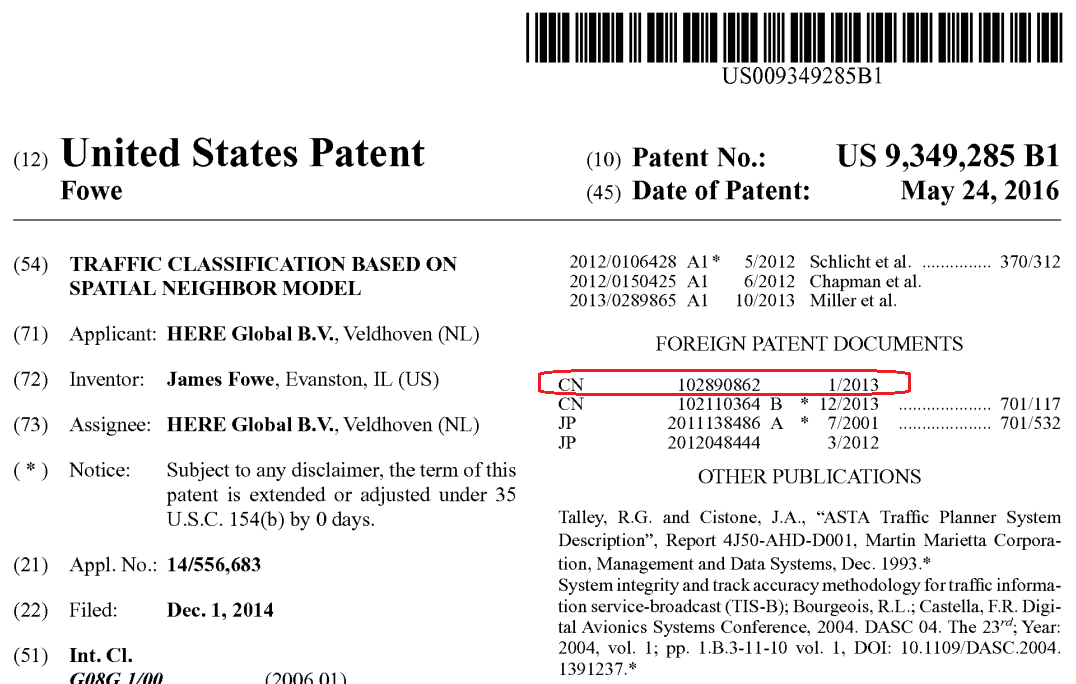 US009349285B1
(12) United States Patent
Fowe
(10) Patent No.: US 9,349,285 B1
(45) Date of Patent: May 24, 2016
(54) TRAFFIC CLASSIFICATION BASED ON
SPATIAL NEIGHBOR MODEL
(71) Applicant: HERE Global B.V., Veldhoven (NL)
(72) Inventor: James Fowe, Evanston, IL (US)
(73) Assignee: HERE Global B.V., Veldhoven (NL)
( * ) Notice: Subject to any disclaimer, the term of this
patent is extended or adjusted under 35
U.S.C. 154(b) by 0 days.
(21) Appl. No.: 14/556,683
(22) Filed: Dec. 1, 2014
(51) Int. Cl.
G08G 1/00 (2006.01)
2012/0106428 A1 * 5/2012 Schlicht et al. ............... 370/312
2012/0150425 A1 6/2012 Chapman et al.
2013/0289865 A1 10/2013 Miller et al.
FOREIGN PATENT DOCUMENTS
CN 102890862 1/2013
CN 102110364 B * 12/2013 .................... 701/117
JP 2011138486 A * 7/2001 .................... 701/532
JP 2012048444 3/2012
OTHER PUBLICATIONS
Talley, R.G. and Cistone, J.A., “ASTA Traffic Planner System
Description”, Report 4J50-AHD-D001, Martin Marietta Corpora-
tion, Management and Data Systems, Dec. 1993.*
System integrity and track accuracy methodology for traffic informa-
tion service-broadcast (TIS-B); Bourgeois, R.L.; Castella, F.R. Digi-
tal Avionics Systems Conference, 2004. DASC 04. The 23rd; Year:
2004, vol. 1; pp. 1.B.3-11-10 vol. 1, DOI: 10.1109/DASC.2004.
1391237.*